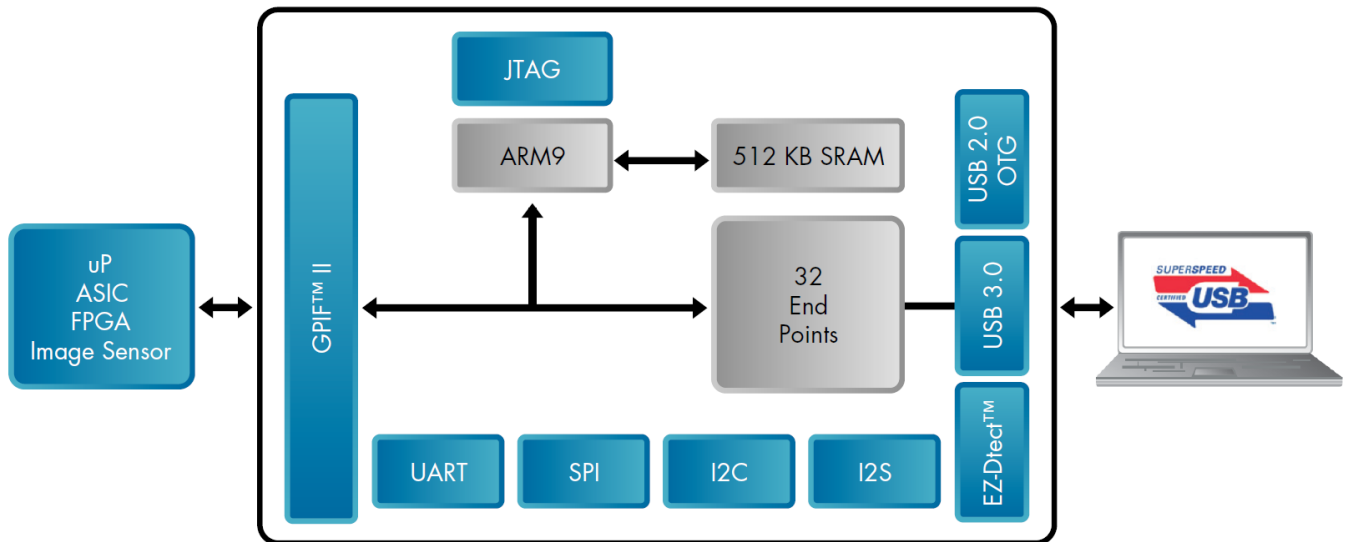 JTAG
ARM9
512 KB SRAM
USB 2.0
OTG
uP
ASIC
FPGA
Image Sensor
GPIF™ II
32
End
Points
USB 3.0
SUPERSPEED
CERTIFIED USB™
UART
SPI
I2C
I2S
EZ-Dtect™